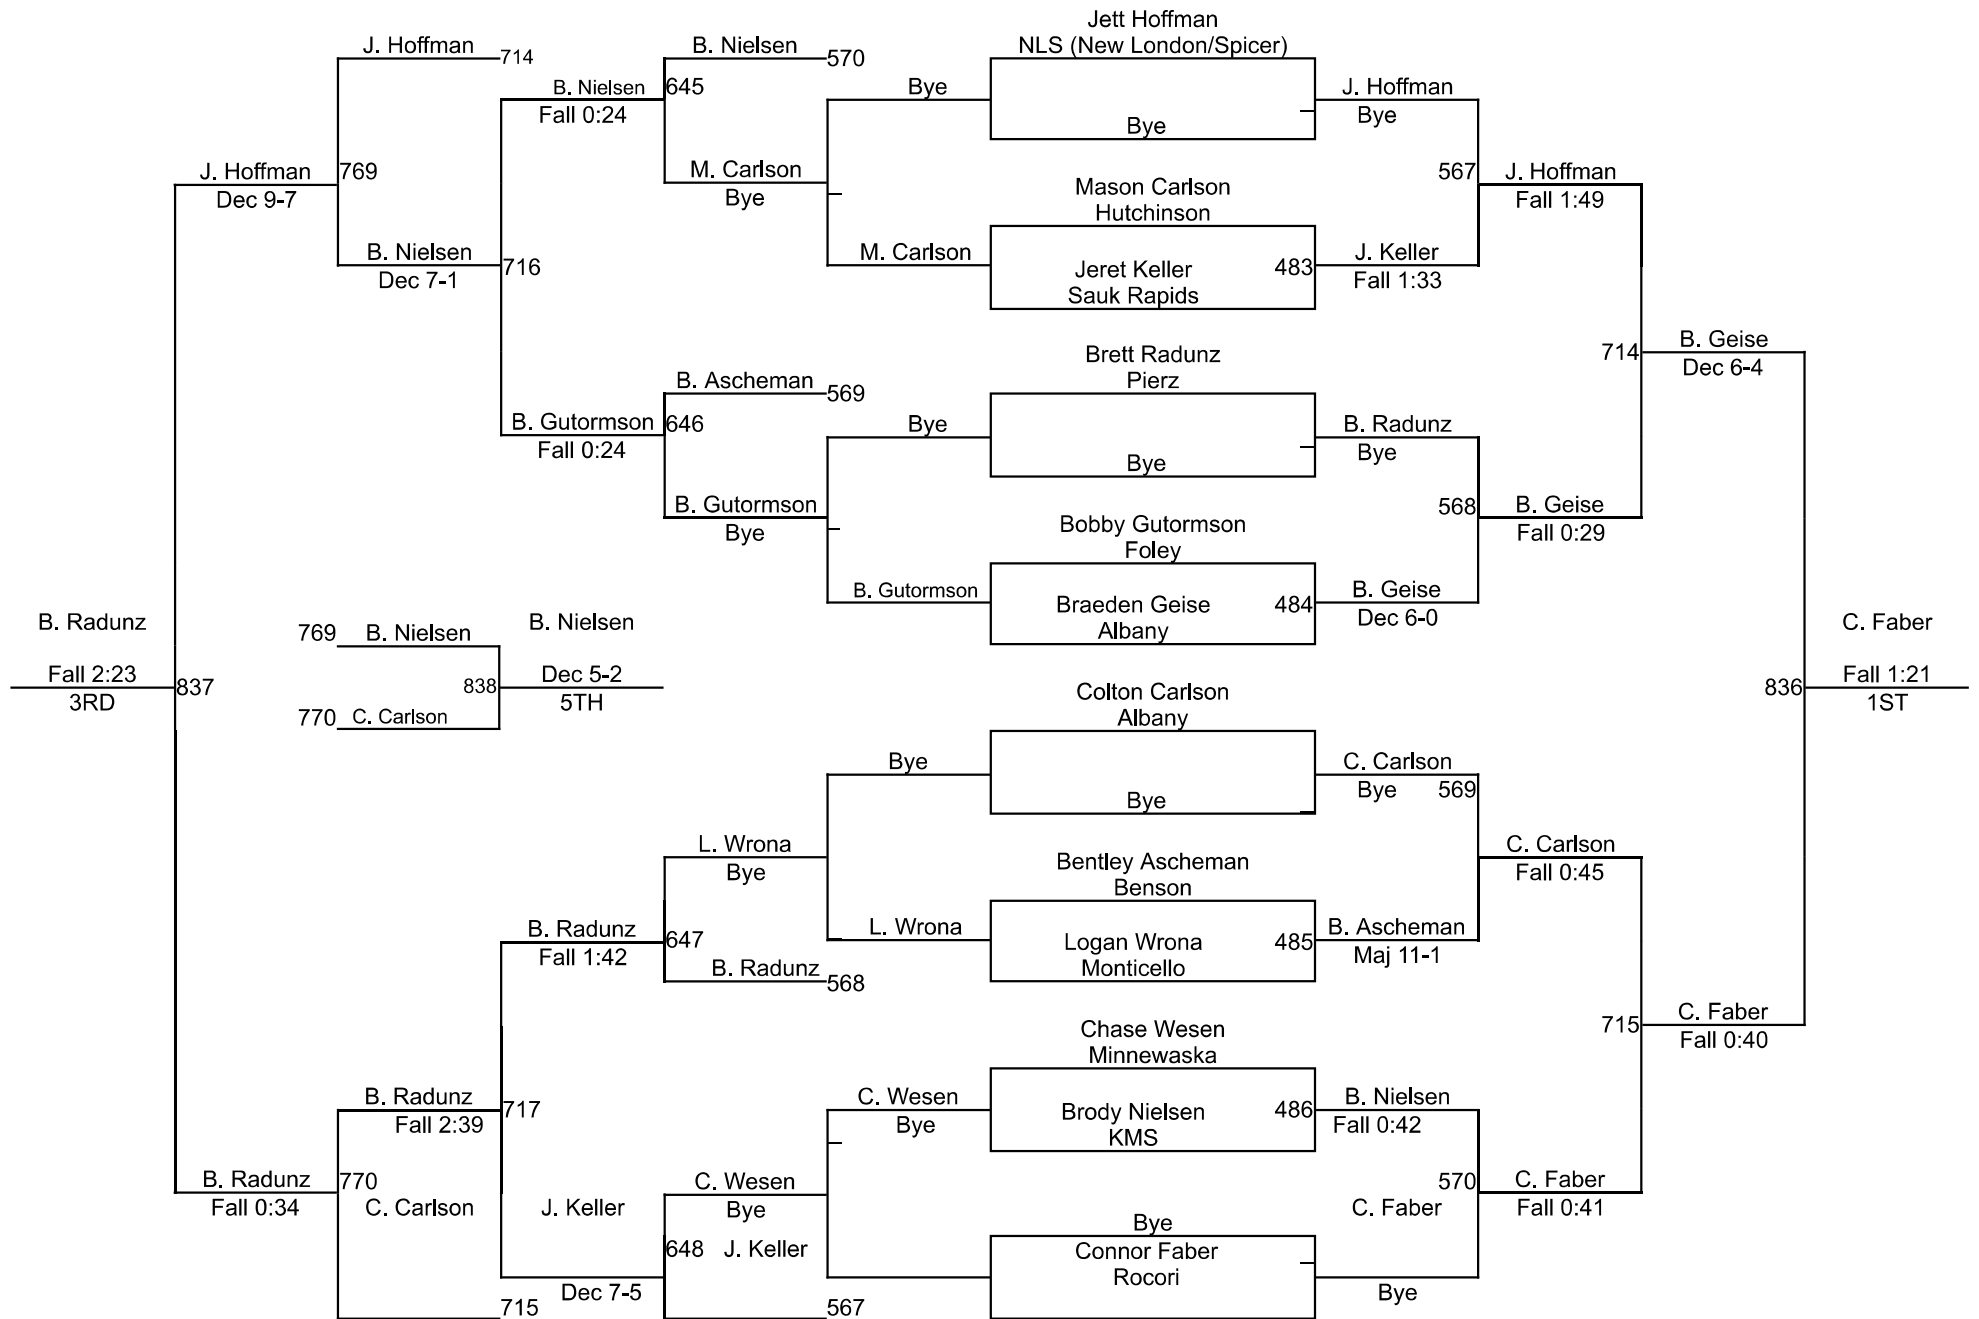 Jett Hoffman
J. Hoffman 714 B. Nielsen 570 NLS (New London/Spicer)
B. Nielsen 645 Bye J. Hoffman
Fall 0:24 Bye Bye
J. Hoffman 769 M. Carlson 567 J. Hoffman
Dec 9-7 Bye Mason Carlson Fall 1:49
Hutchinson
B. Nielsen 716 M. Carlson Jeret Keller 483 J. Keller
Dec 7-1 Sauk Rapids Fall 1:33
Brett Radunz 714 B. Geise
B. Ascheman 569 Pierz Dec 6-4
B. Gutormson 646 Bye B. Radunz
Fall 0:24 Bye Bye
B. Gutormson 568 B. Geise
Bye Bobby Gutormson Fall 0:29
Foley
B. Gutormson Braeden Geise 484 B. Geise
B. Radunz 769 B. Nielsen B. Nielsen Albany Dec 6-0 C. Faber
Fall 2:23 837 838 Dec 5-2 836 Fall 1:21
3RD 5TH Colton Carlson 1ST
770 C. Carlson Albany
Bye C. Carlson
Bye Bye 569
L. Wrona C. Carlson
Bye Bentley Ascheman Fall 0:45
Benson
B. Radunz 647 L. Wrona Logan Wrona 485 B. Ascheman
Fall 1:42 Monticello Maj 11-1
B. Radunz 568
Chase Wesen 715 C. Faber
Minnewaska Fall 0:40
B. Radunz 717 C. Wesen Brody Nielsen 486 B. Nielsen
Fall 2:39 Bye KMS Fall 0:42
B. Radunz 770 C. Wesen 570 C. Faber
Fall 0:34 C. Carlson J. Keller Bye Bye C. Faber Fall 0:41
648 J. Keller Connor Faber
Rocori
Dec 7-5 Bye
715 567